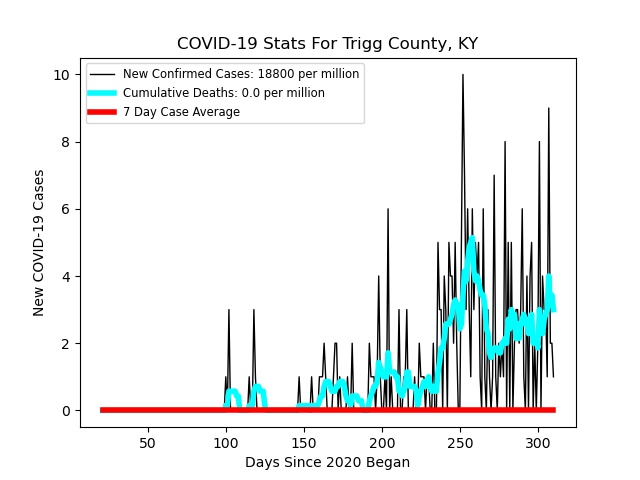 COVID-19 Stats For Trigg County, KY
New Confirmed Cases: 18800 per million
Cumulative Deaths: 0.0 per million
7 Day Case Average
New COVID-19 Cases
10
8
6
4
2
0
50 100 150 200 250 300
Days Since 2020 Began